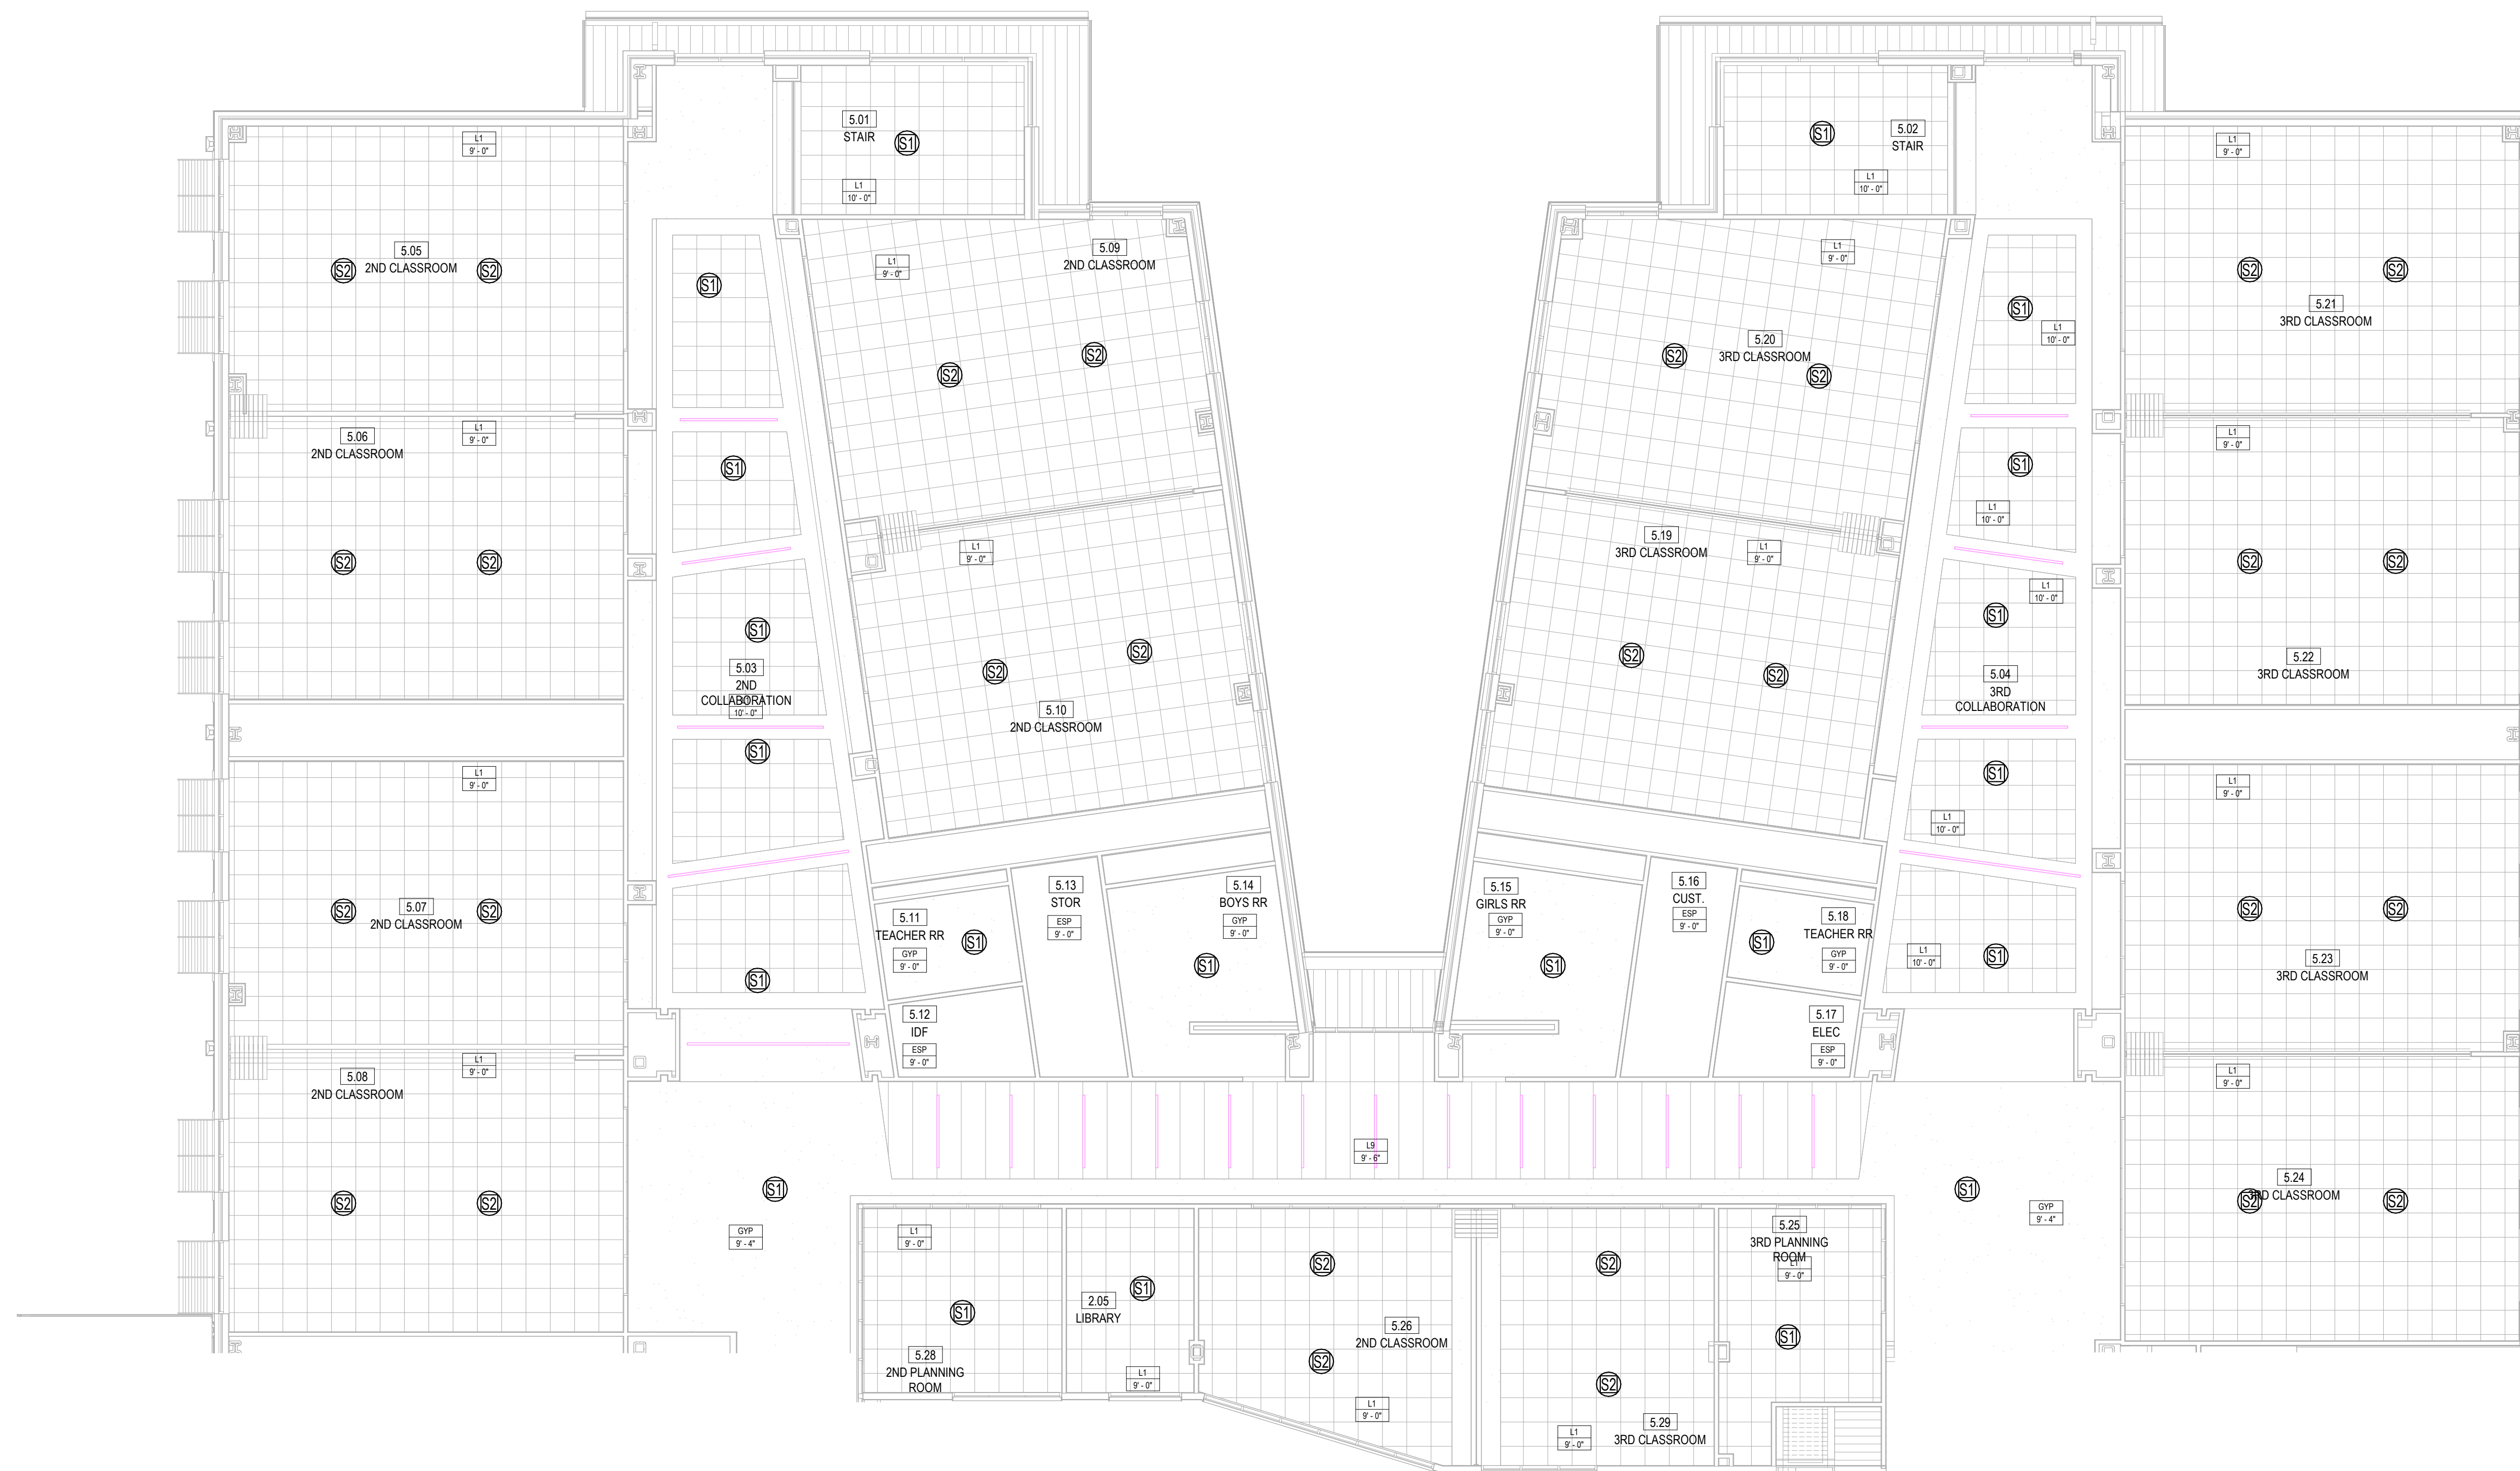 5.01
STAIR
S1
L1
10' - 0"
5.02
STAIR
S1
L1
10' - 0"
L1
9' - 0"
5.05
2ND CLASSROOM
S2
S2
L1
9' - 0"
5.06
2ND CLASSROOM
S2
S2
L1
9' - 0"
5.07
2ND CLASSROOM
S2
S2
L1
9' - 0"
5.08
2ND CLASSROOM
S2
S2
S1
S1
S1
5.03
2ND
COLLABORATION
10' - 0"
S1
S1
5.09
2ND CLASSROOM
L1
9' - 0"
S2
S2
L1
9' - 0"
S2
S2
5.10
2ND CLASSROOM
5.11
TEACHER RR
GYP
9' - 0"
S1
5.12
IDF
ESP
9' - 0"
5.13
STOR
ESP
9' - 0"
5.14
BOYS RR
GYP
9' - 0"
S1
5.15
GIRLS RR
GYP
9' - 0"
S1
5.16
CUST.
ESP
9' - 0"
5.18
TEACHER RR
GYP
9' - 0"
S1
5.17
ELEC
ESP
9' - 0"
L1
9' - 0"
5.20
3RD CLASSROOM
S2
S2
5.19
3RD CLASSROOM
L1
9' - 0"
S2
S2
S1
L1
10' - 0"
S1
L1
10' - 0"
L1
10' - 0"
S1
5.04
3RD
COLLABORATION
S1
L1
10' - 0"
L1
10' - 0"
S1
L1
9' - 0"
S2
S2
5.21
3RD CLASSROOM
L1
9' - 0"
S2
S2
5.22
3RD CLASSROOM
L1
9' - 0"
S2
S2
5.23
3RD CLASSROOM
L1
9' - 0"
5.24
3RD CLASSROOM
S2
S2
L9
9' - 6"
S1
GYP
9' - 4"
S1
GYP
9' - 4"
L1
9' - 0"
S1
5.28
2ND PLANNING
ROOM
S1
2.05
LIBRARY
L1
9' - 0"
S2
5.26
2ND CLASSROOM
S2
L1
9' - 0"
S2
S2
5.29
3RD CLASSROOM
L1
9' - 0"
5.25
3RD PLANNING
ROOM
L1
9' - 0"
S1